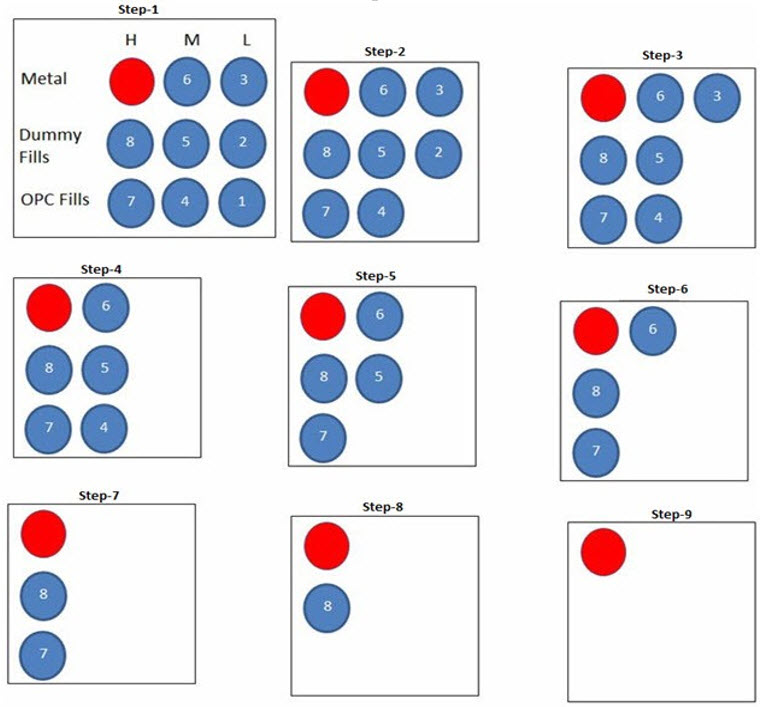 Step-1
H M L
Metal 6 3
Dummy Fills 8 5 2
OPC Fills 7 4 1
Step-2
6 3
8 5 2
7 4
Step-3
6 3
8 5
7 4
Step-4
6
8 5
7 4
Step-5
6
8 5
7
Step-6
6
8
7
Step-7
8
7
Step-8
8
Step-9